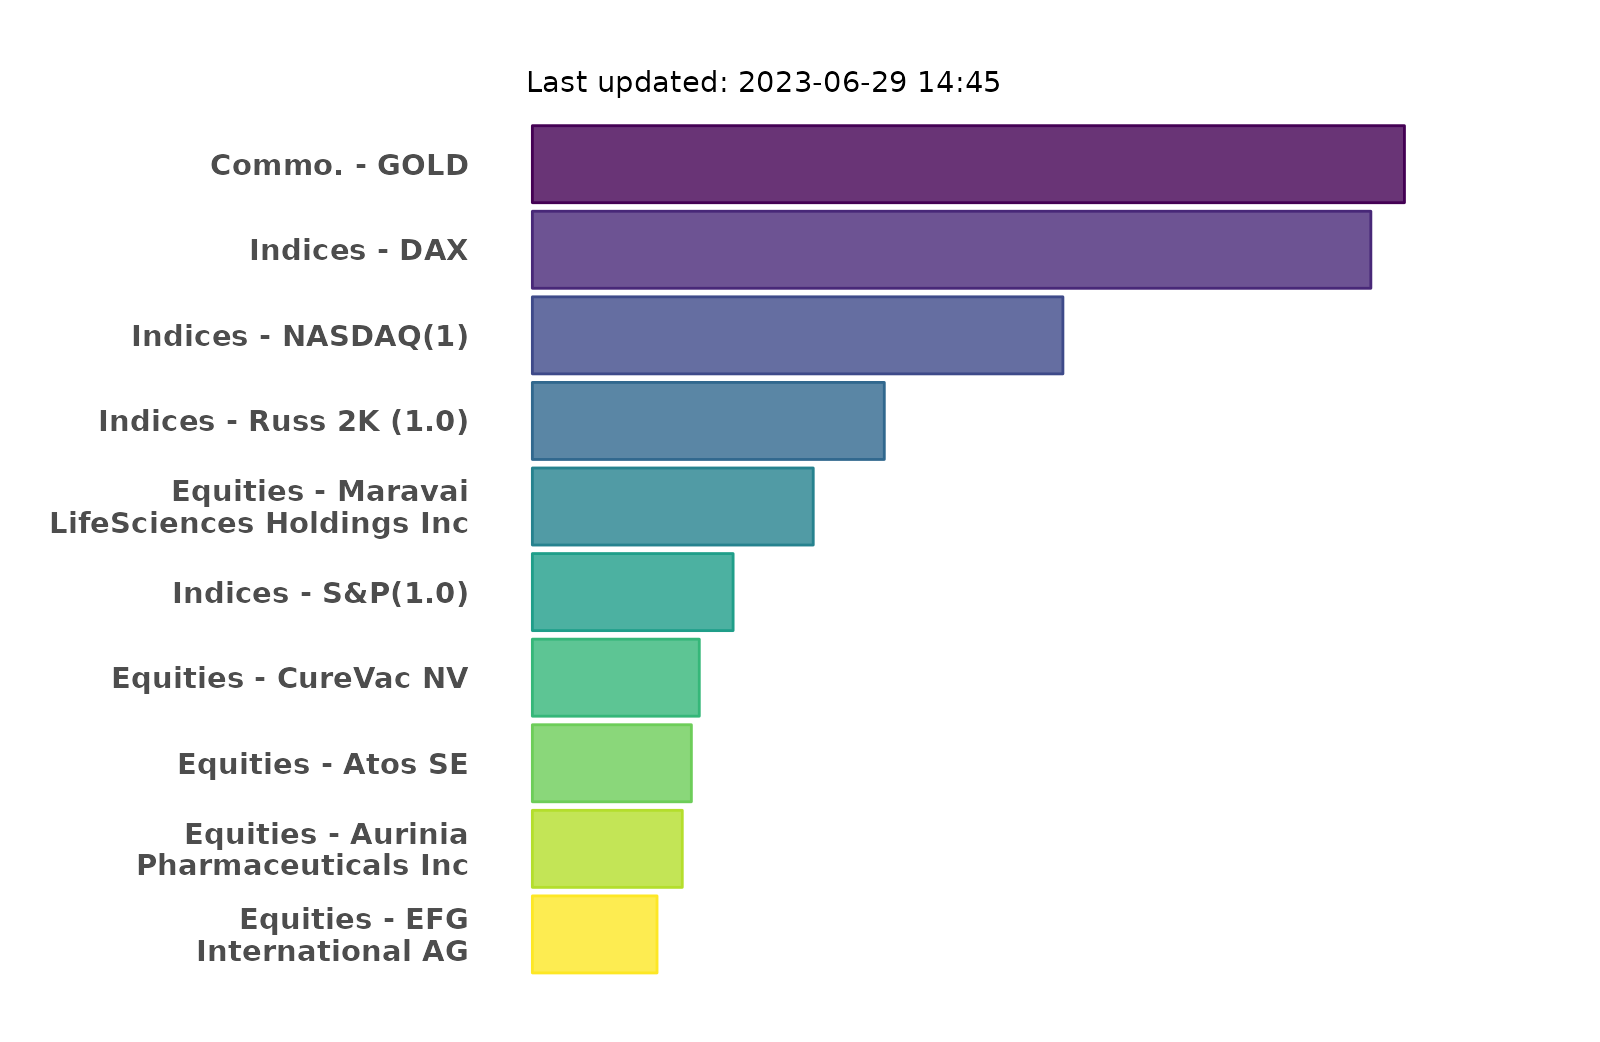 Last updated: 2023-06-29 14:45
Commo. - GOLD
Indices - DAX
Indices - NASDAQ(1)
Indices - Russ 2K (1.0)
Equities - Maravai
LifeSciences Holdings Inc
Indices - S&P(1.0)
Equities - CureVac NV
Equities - Atos SE
Equities - Aurinia
Pharmaceuticals Inc
Equities - EFG
International AG